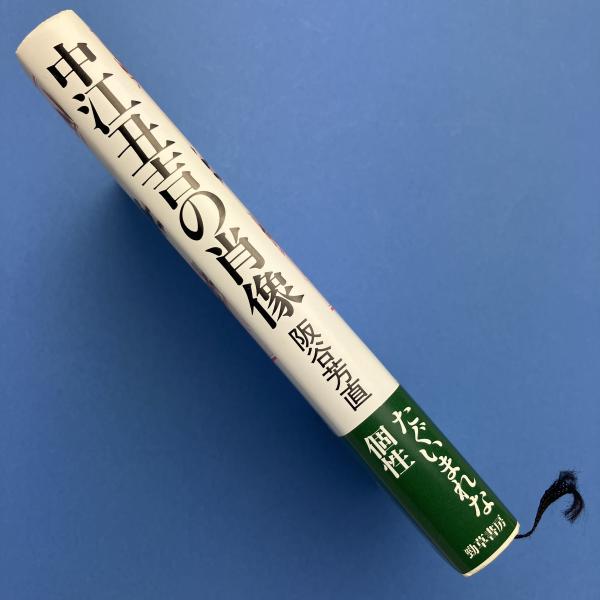 中江丑吉の肖像
阪谷芳直
たぐいまれな
個性
勁草書房